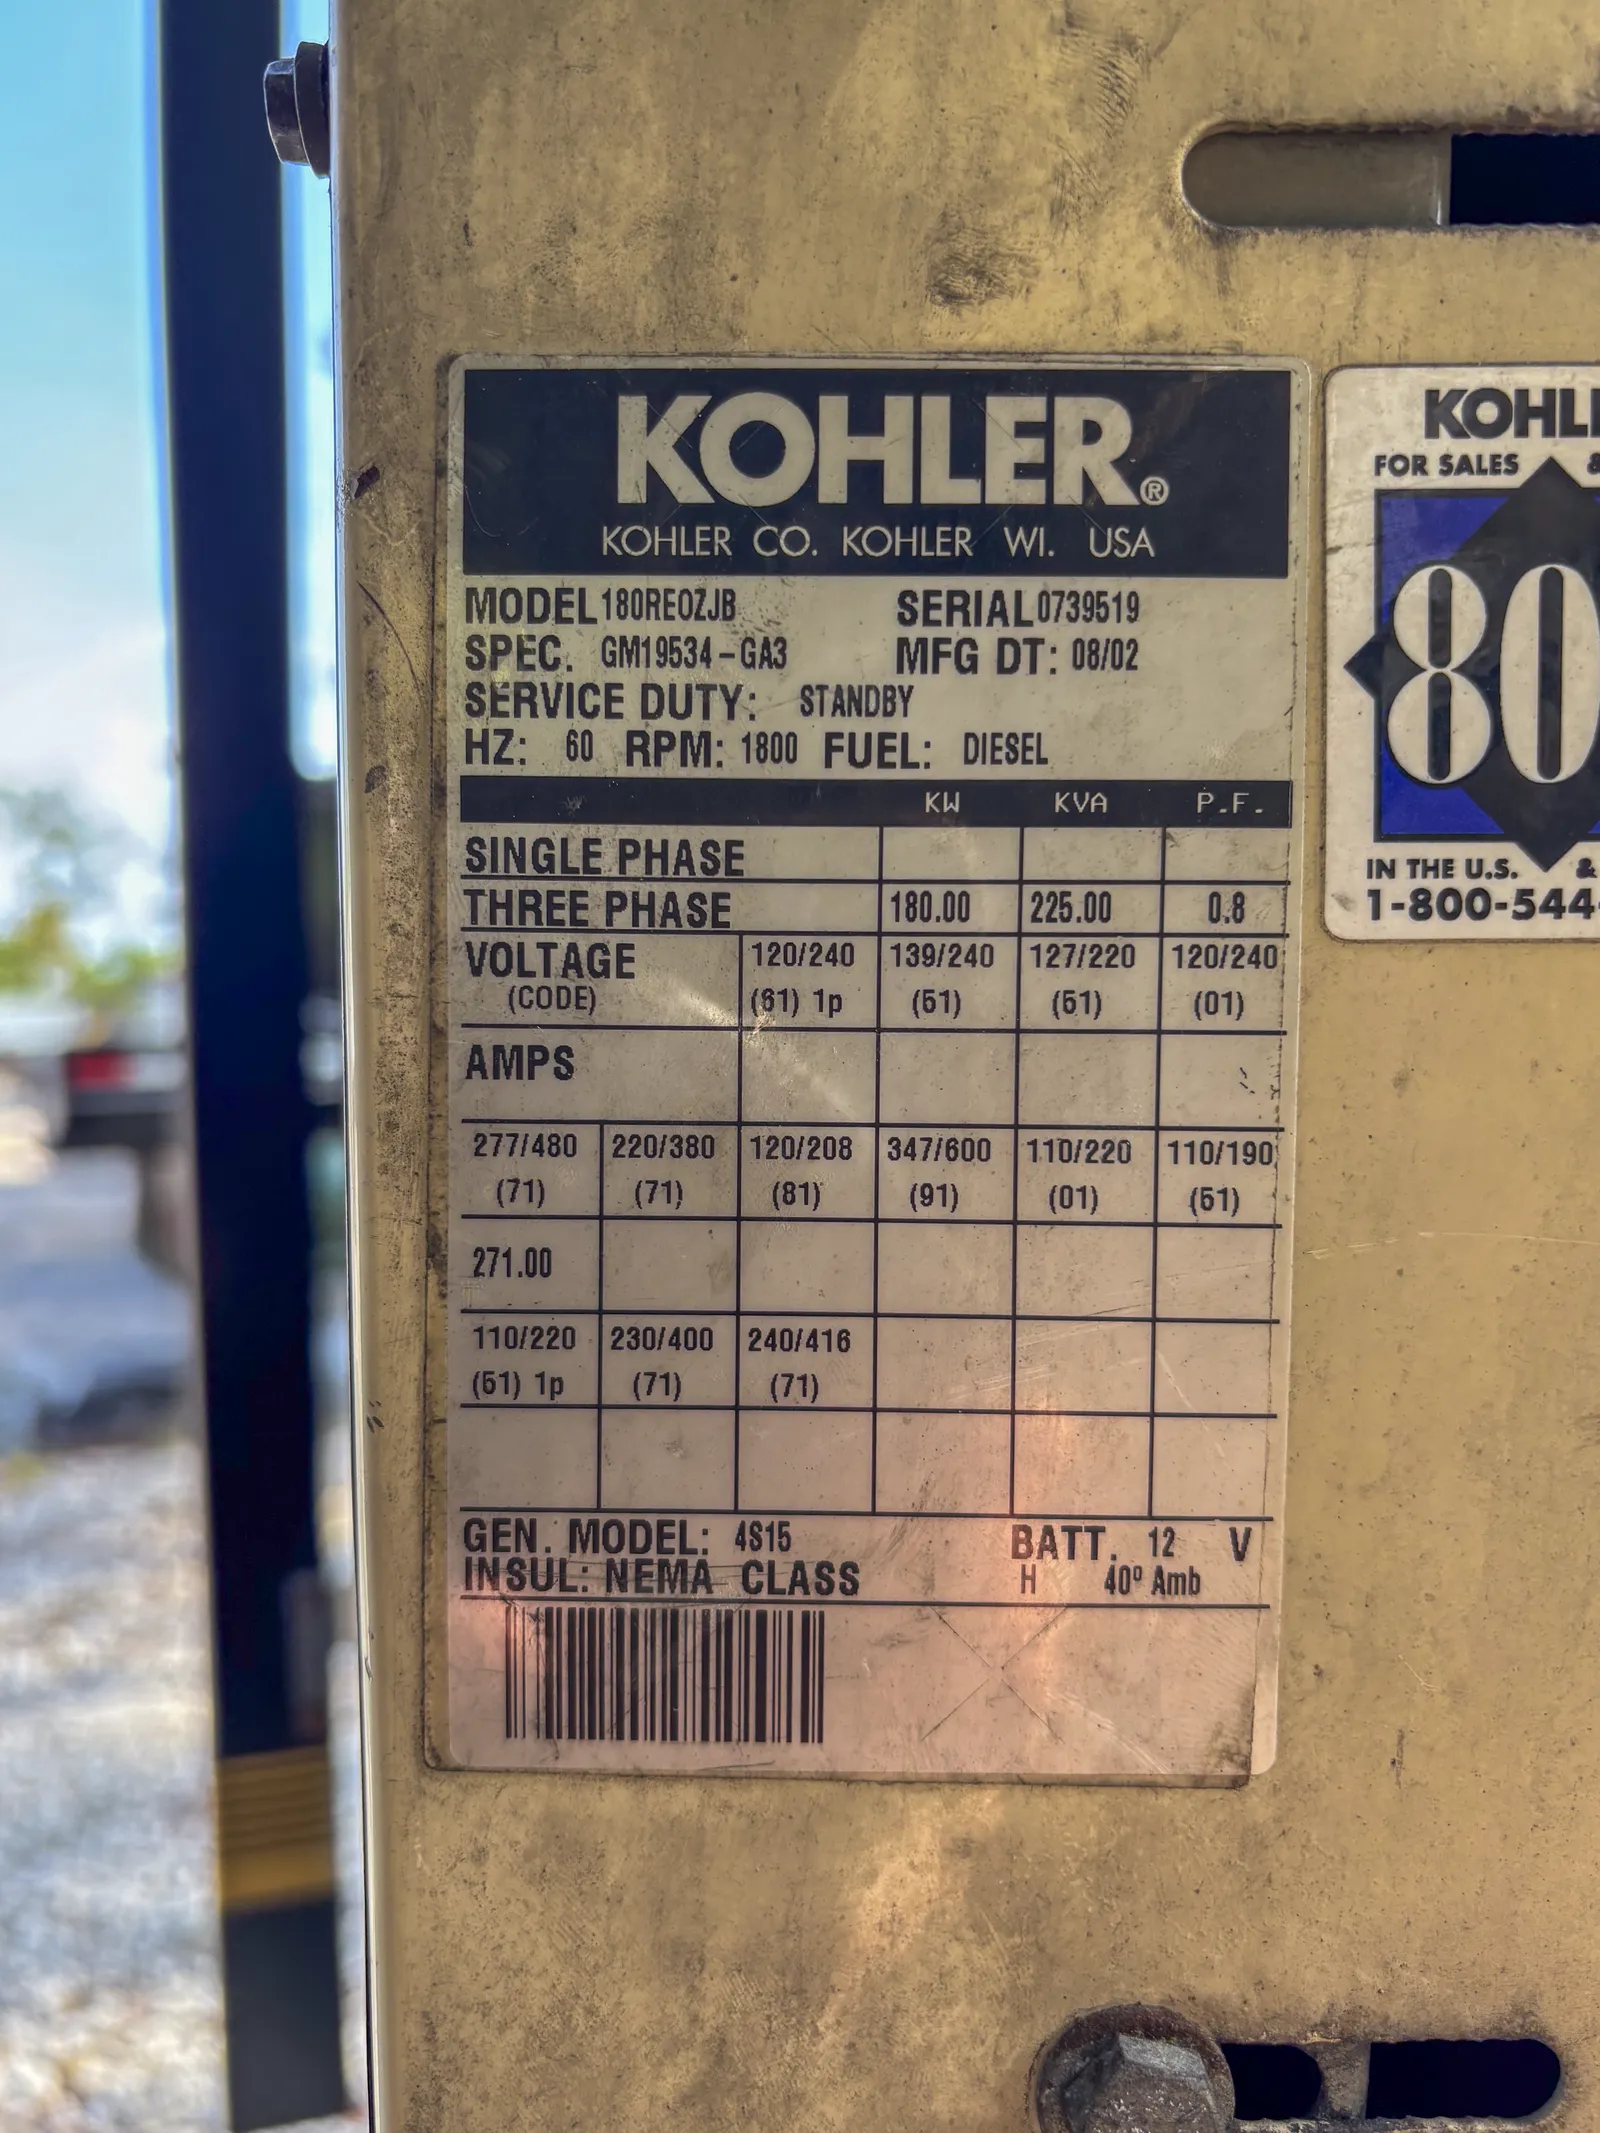 KOHLER®
KOHLER CO. KOHLER WI. USA
MODEL 180REOZJB SERIAL 0739519
SPEC. GM19534-GA3 MFG DT: 08/02
SERVICE DUTY: STANDBY
HZ: 60 RPM: 1800 FUEL: DIESEL
KW KVA P.F.
SINGLE PHASE
THREE PHASE 180.00 225.00 0.8
VOLTAGE 120/240 139/240 127/220 120/240
(CODE) (61) 1p (51) (61) (01)
AMPS
277/480 220/380 120/208 347/600 110/220 110/190
(71) (71) (81) (91) (01) (61)
271.00
110/220 230/400 240/416
(61) 1p (71) (71)
GEN. MODEL: 4S15 BATT. 12 V
INSUL: NEMA CLASS H 40º Amb
KOHL
FOR SALES &
80
IN THE U.S. &
1-800-544-